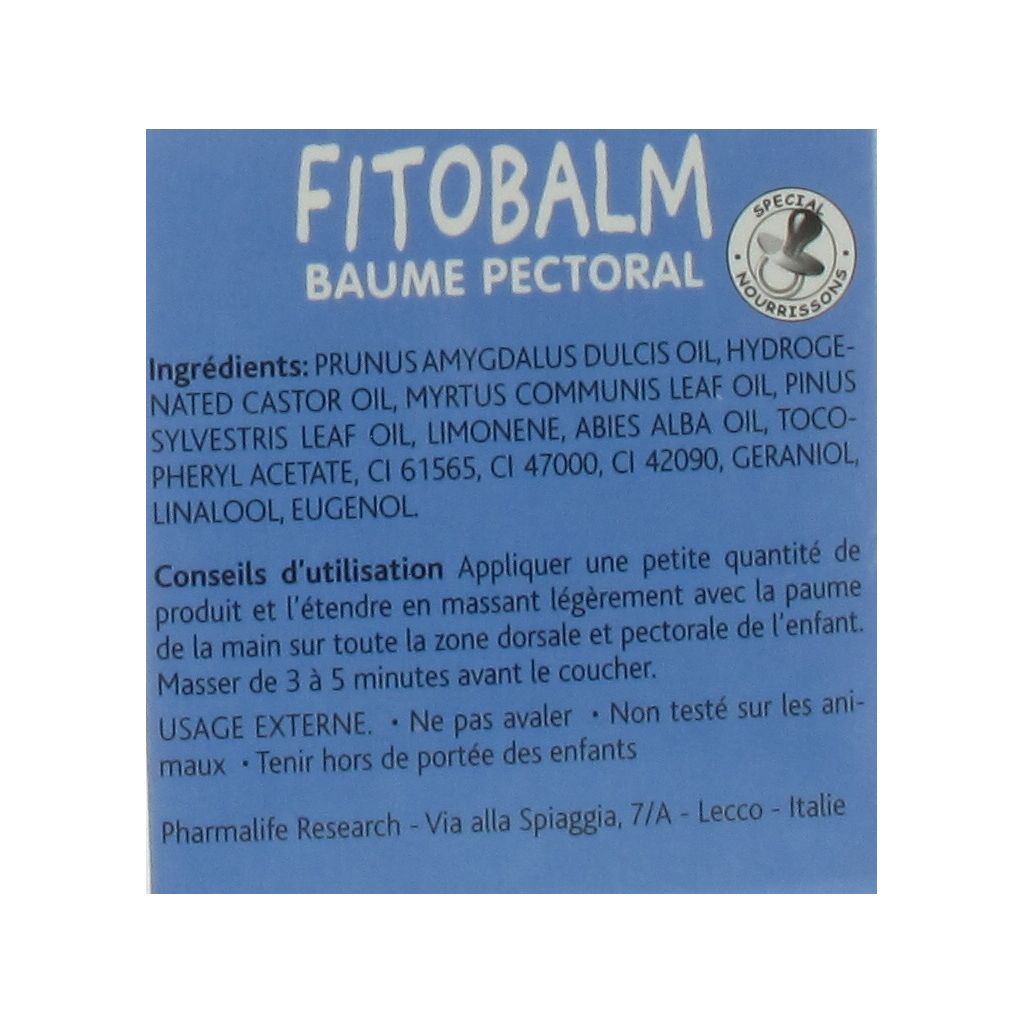 FITOBALM
BAUME PECTORAL
SPECIAL
• NOURRISSONS •
Ingrédients: PRUNUS AMYGDALUS DULCIS OIL, HYDROGE-
NATED CASTOR OIL, MYRTUS COMMUNIS LEAF OIL, PINUS
SYLVESTRIS LEAF OIL, LIMONENE, ABIES ALBA OIL, TOCO-
PHERYL ACETATE, CI 61565, CI 47000, CI 42090, GERANIOL,
LINALOOL, EUGENOL.
Conseils d'utilisation Appliquer une petite quantité de
produit et l'étendre en massant légèrement avec la paume
de la main sur toute la zone dorsale et pectorale de l'enfant.
Masser de 3 à 5 minutes avant le coucher.
USAGE EXTERNE. • Ne pas avaler • Non testé sur les ani-
maux • Tenir hors de portée des enfants
Pharmalife Research - Via alla Spiaggia, 7/A - Lecco - Italie